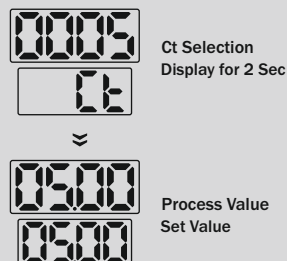 0005
Ct Selection
Display for 2 Sec
Ct
05.00
Process Value
Set Value
05.00